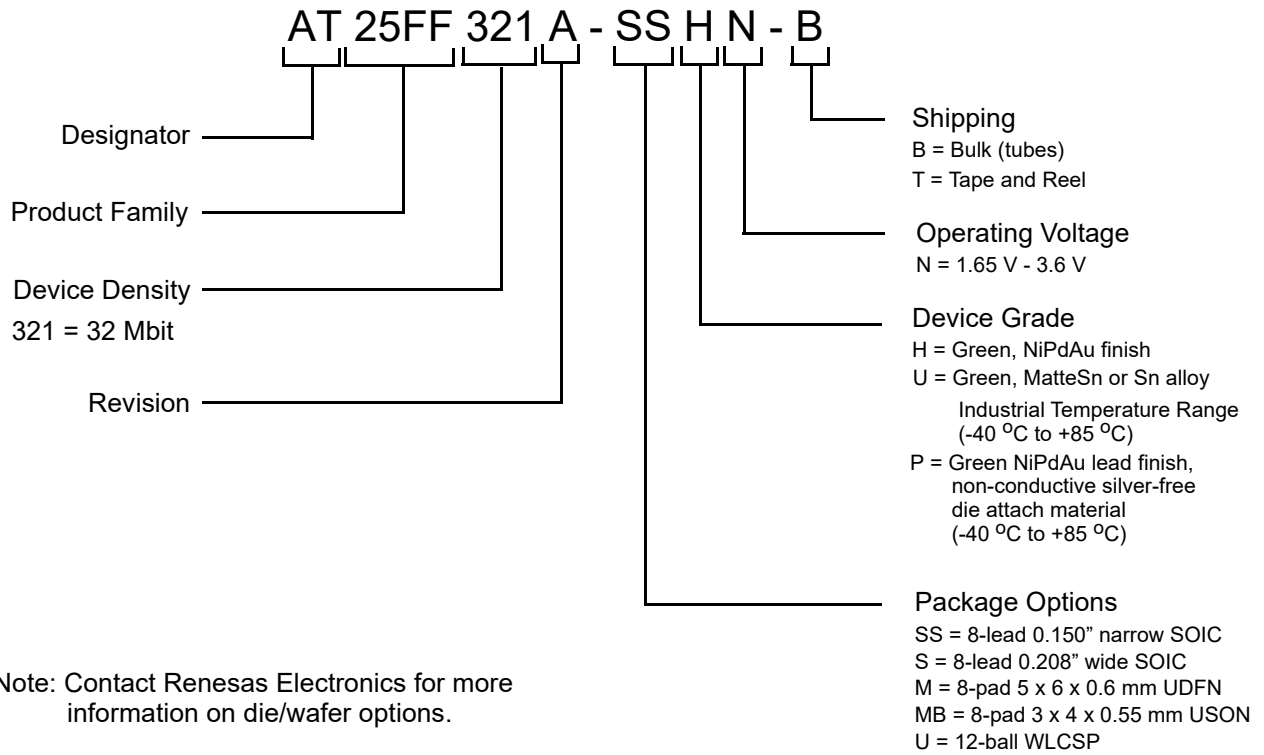 AT 25FF 321 A - SS H N - B
Designator
Product Family
Device Density
321 = 32 Mbit
Revision
Shipping
B = Bulk (tubes)
T = Tape and Reel
Operating Voltage
N = 1.65 V - 3.6 V
Device Grade
H = Green, NiPdAu finish
U = Green, MatteSn or Sn alloy
Industrial Temperature Range
(-40 ºC to +85 ºC)
P = Green NiPdAu lead finish,
non-conductive silver-free
die attach material
(-40 ºC to +85 ºC)
Package Options
SS = 8-lead 0.150” narrow SOIC
S = 8-lead 0.208” wide SOIC
M = 8-pad 5 x 6 x 0.6 mm UDFN
MB = 8-pad 3 x 4 x 0.55 mm USON
U = 12-ball WLCSP
Note: Contact Renesas Electronics for more
information on die/wafer options.